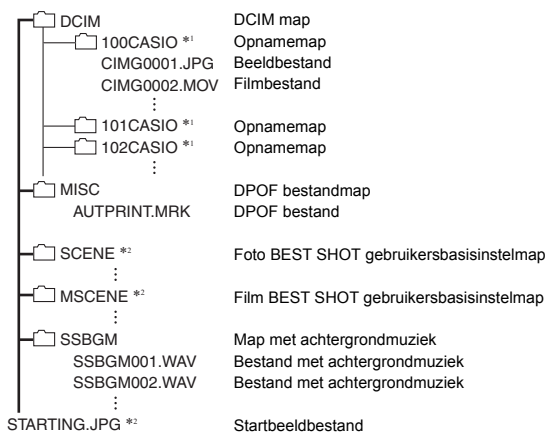 DCIM DCIM map
100CASIO *1 Opnamemap
CIMG0001.JPG Beeldbestand
CIMG0002.MOV Filmbestand
101CASIO *1 Opnamemap
102CASIO *1 Opnamemap
MISC DPOF bestandmap
AUTPRINT.MRK DPOF bestand
SCENE *2 Foto BEST SHOT gebruikersbasisinstelmap
MSCENE *2 Film BEST SHOT gebruikersbasisinstelmap
SSBGM Map met achtergrondmuziek
SSBGM001.WAV Bestand met achtergrondmuziek
SSBGM002.WAV Bestand met achtergrondmuziek
STARTING.JPG *2 Startbeeldbestand